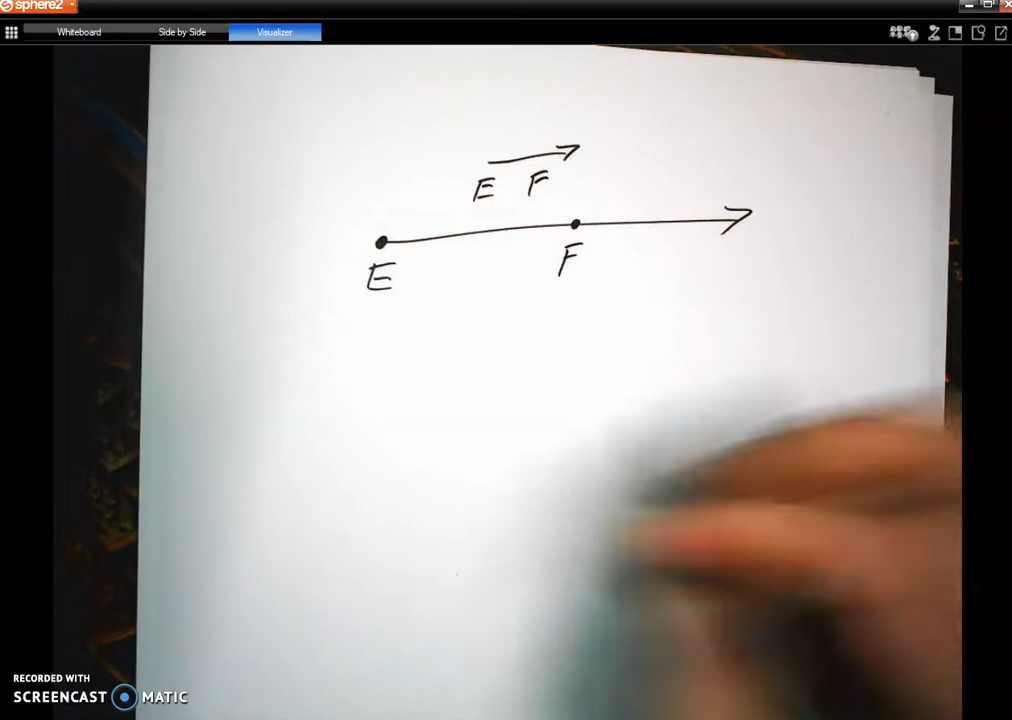 sphere2
Whiteboard Side by Side Visualizer
E F
E F
RECORDED WITH
SCREENCAST MATIC